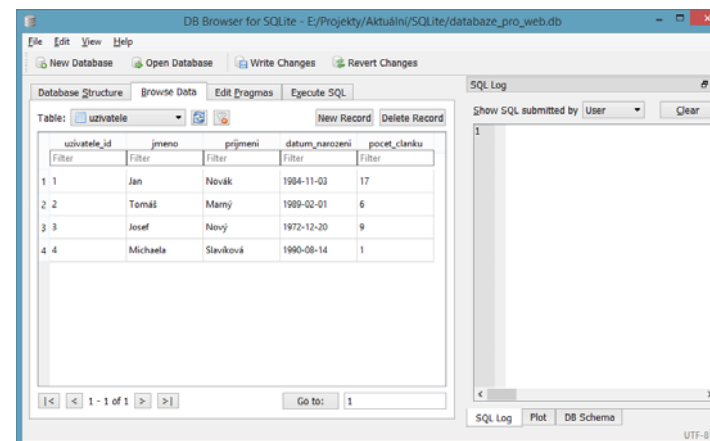 DB Browser for SQLite - E:/Projekty/Aktuální/SQLite/databaze_pro_web.db
File Edit View Help
New Database Open Database Write Changes Revert Changes
Database Structure Browse Data Edit Pragmas Execute SQL
Table: uzivatele New Record Delete Record
uzivatele_id jmeno prijmeni datum_narozeni pocet_clanku
Filter Filter Filter Filter Filter
1 1 Jan Novák 1984-11-03 17
2 2 Tomáš Marný 1989-02-01 6
3 3 Josef Nový 1972-12-20 9
4 4 Michaela Slavíková 1990-08-14 1
|< < 1 - 1 of 1 > >| Go to: 1
SQL Log
Show SQL submitted by User Clear
1
SQL Log Plot DB Schema
UTF-8